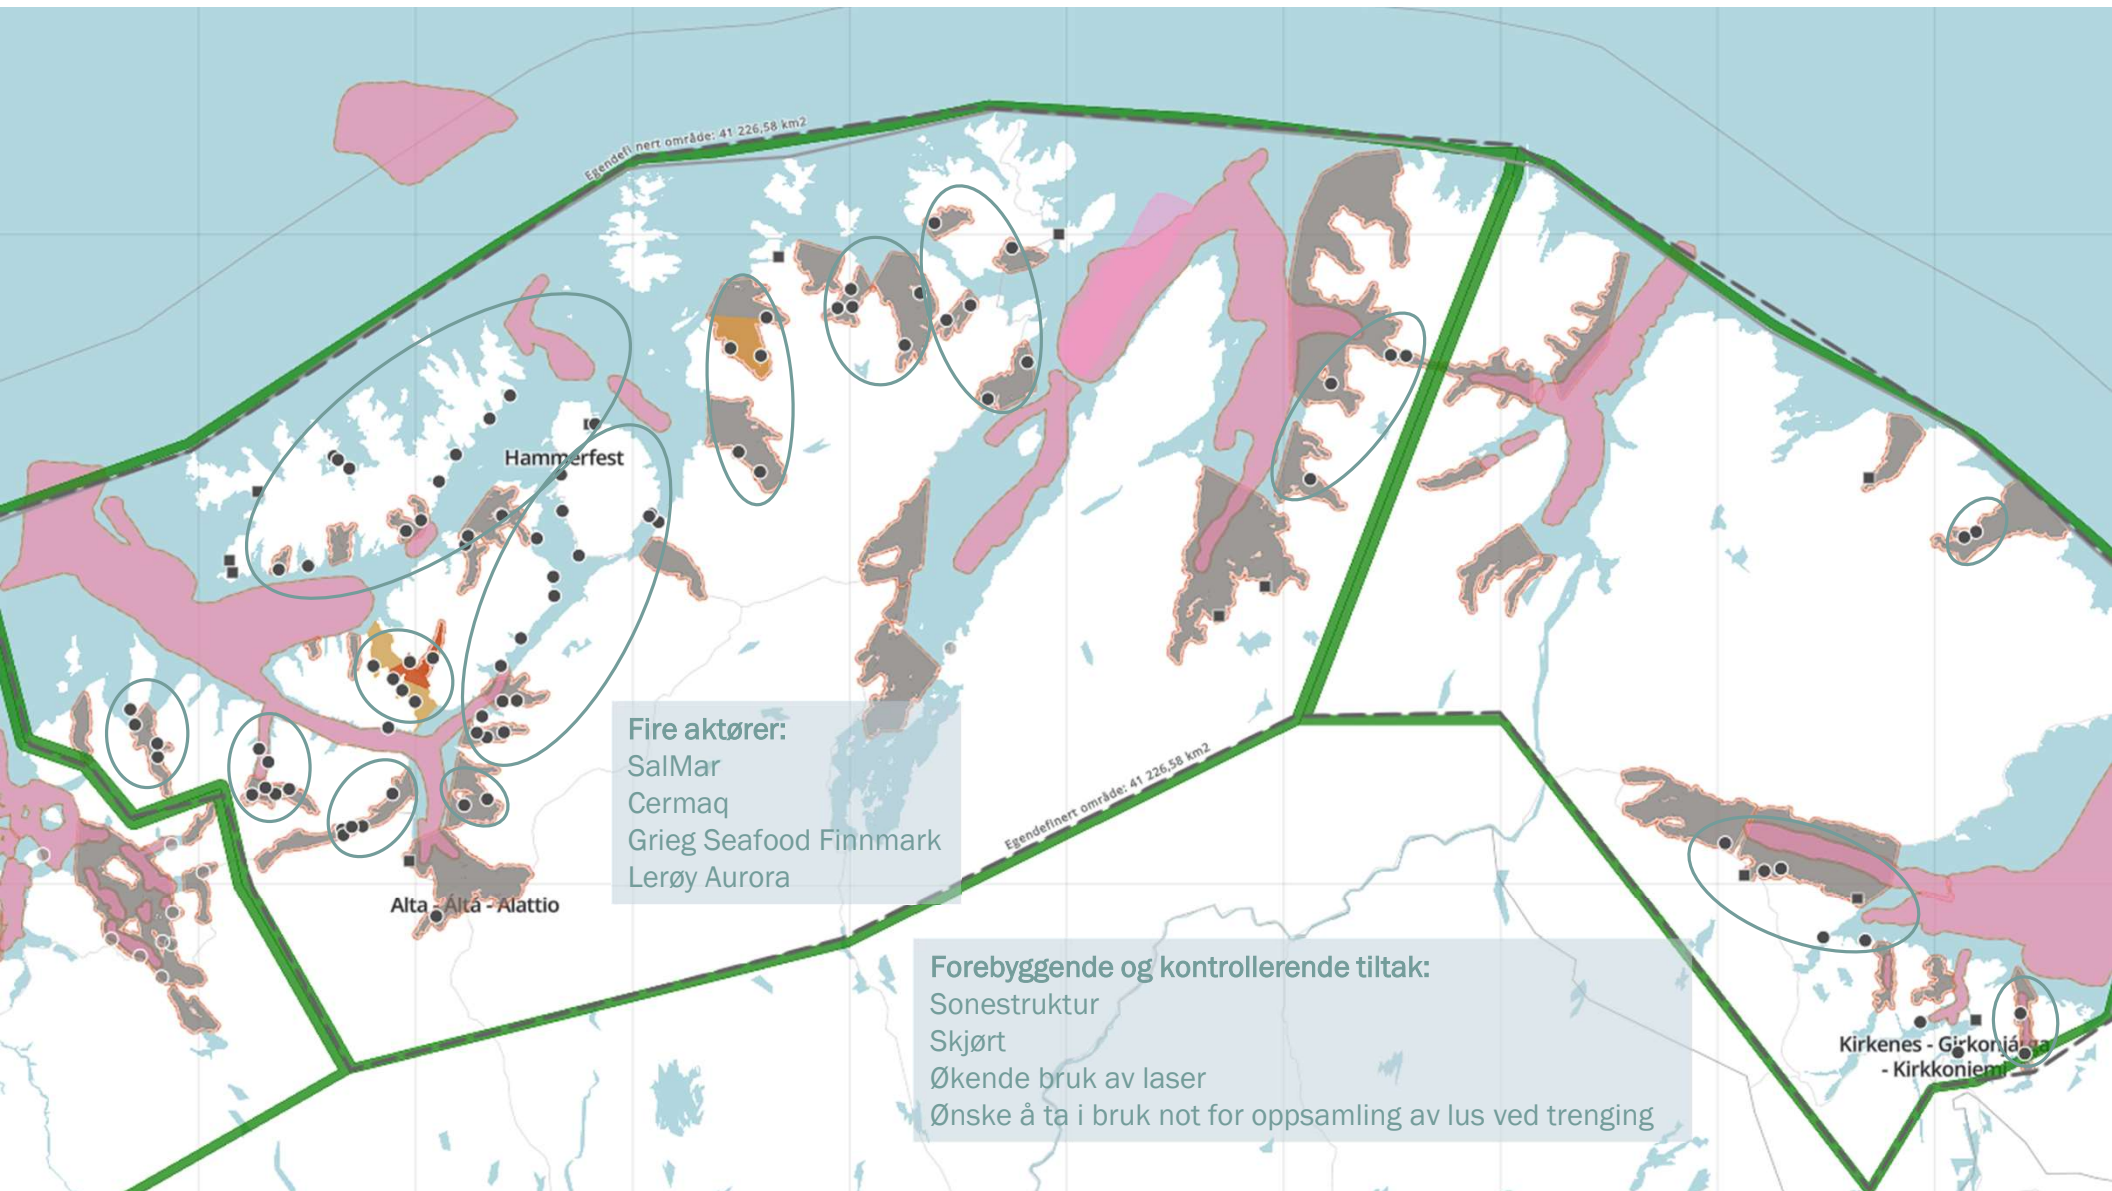 Egendefinert område: 41 226,58 km2
Hammerfest
Fire aktører:
SalMar
Cermaq
Grieg Seafood Finnmark
Lerøy Aurora
Egendefinert område: 41 226,58 km2
Alta - Áltá - Alattio
Forebyggende og kontrollerende tiltak:
Sonestruktur
Skjørt
Økende bruk av laser
Ønske å ta i bruk not for oppsamling av lus ved trenging
Kirkenes - Girkonjárga
- Kirkkoniemi